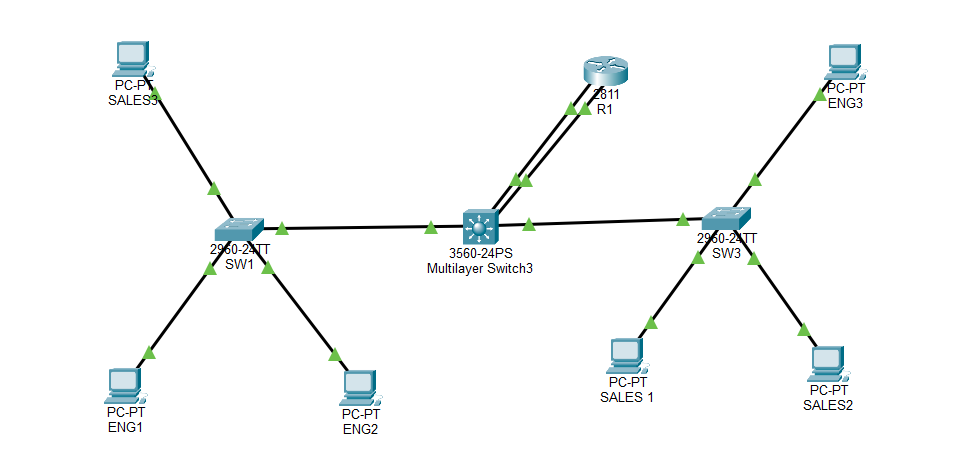 PC-PT
SALES3
2811
R1
PC-PT
ENG3
2960-24TT
SW1
3560-24PS
Multilayer Switch3
2960-24TT
SW3
PC-PT
ENG1
PC-PT
ENG2
PC-PT
SALES 1
PC-PT
SALES2